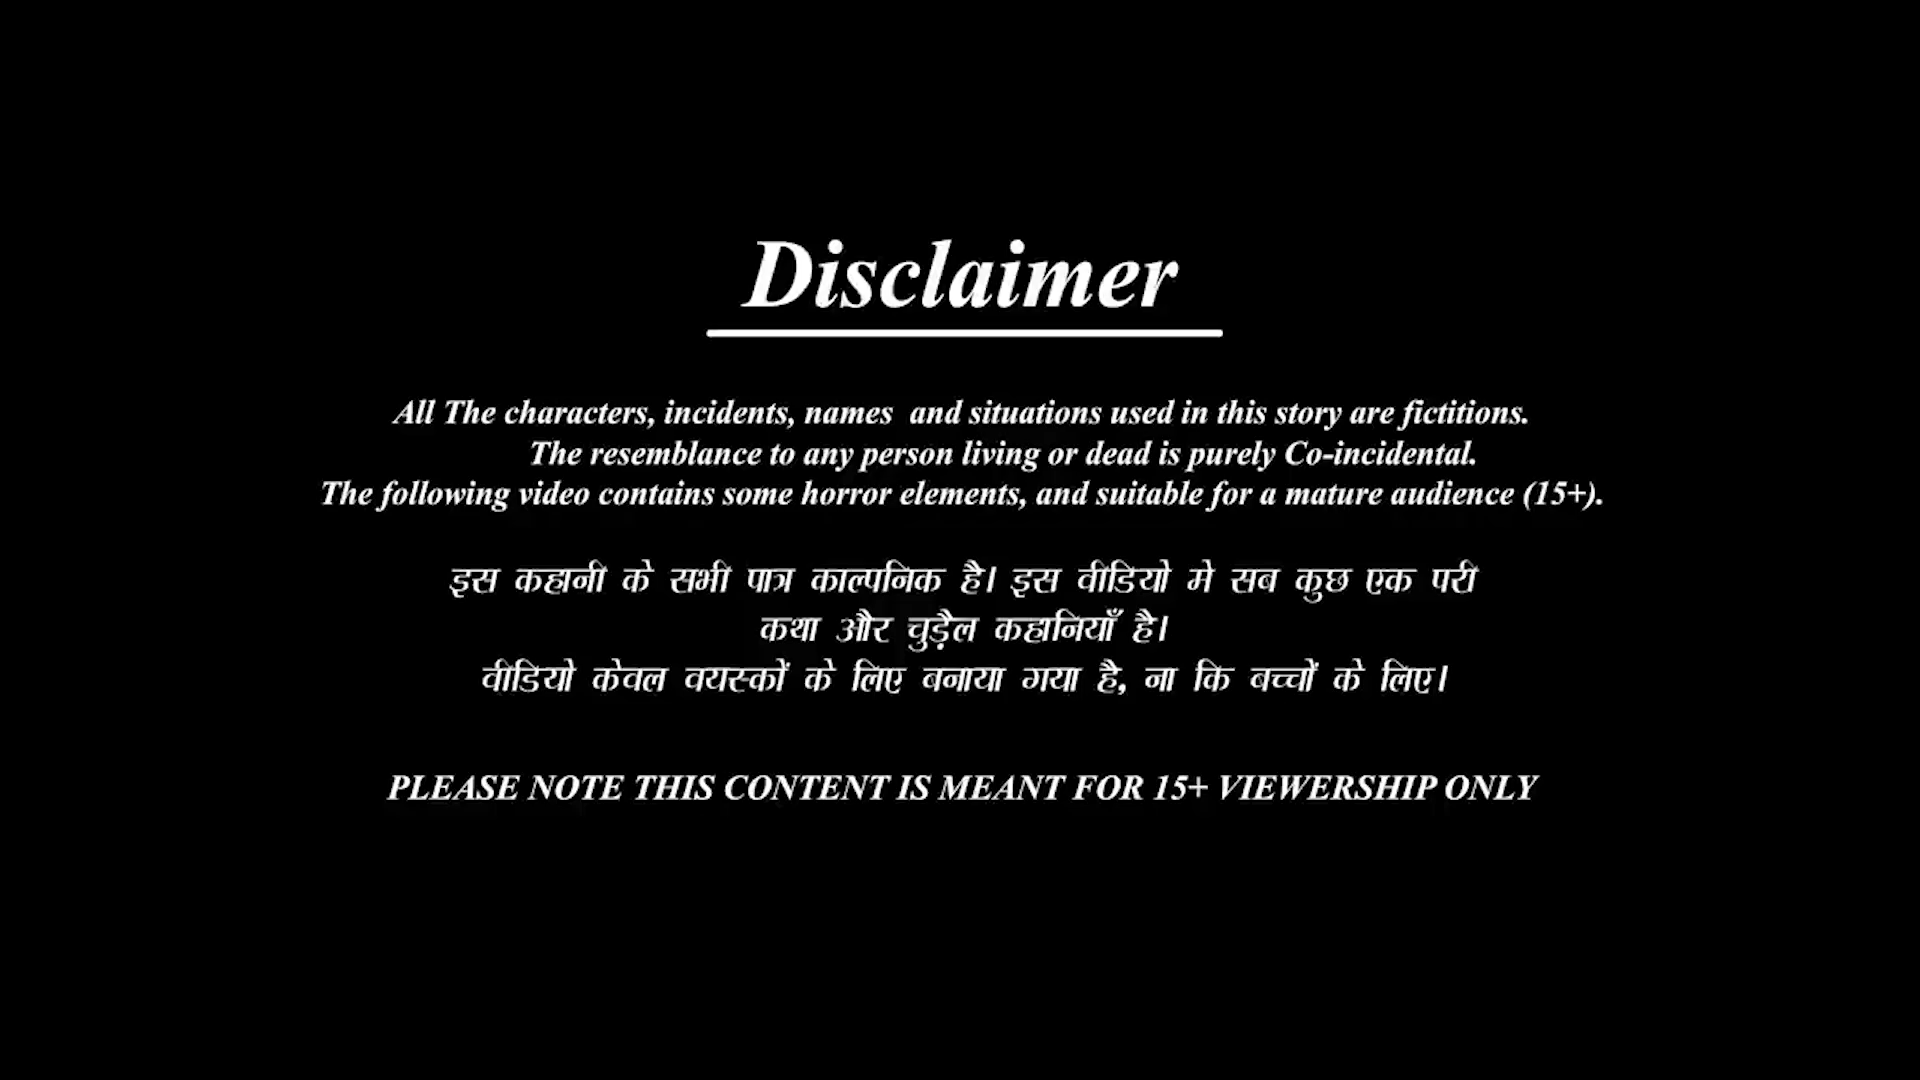 Disclaimer
All The characters, incidents, names and situations used in this story are fictitions.
The resemblance to any person living or dead is purely Co-incidental.
The following video contains some horror elements, and suitable for a mature audience (15+).
इस कहानी के सभी पात्र काल्पनिक है। इस वीडियो मे सब कुछ एक परी
कथा और चुड़ैल कहानियाँ है।
वीडियो केवल वयस्कों के लिए बनाया गया है, ना कि बच्चों के लिए।
PLEASE NOTE THIS CONTENT IS MEANT FOR 15+ VIEWERSHIP ONLY